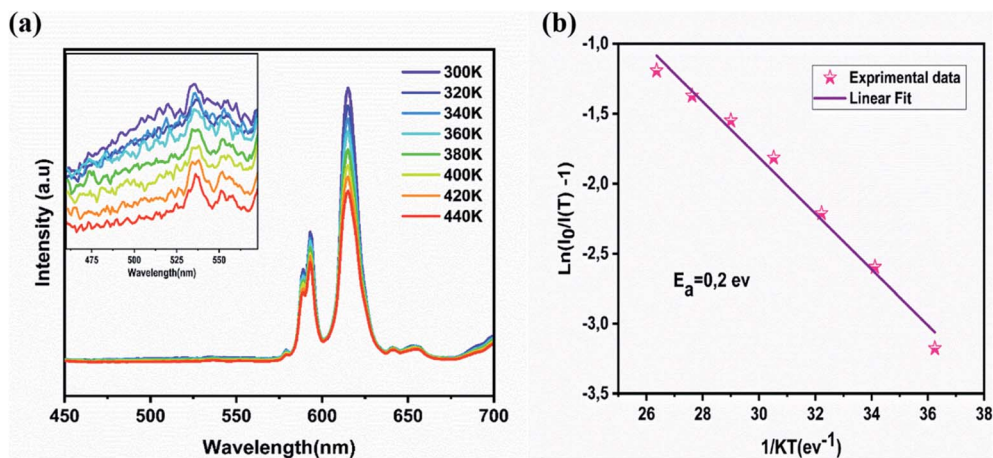 (a)
Intensity (a.u)
300K
320K
340K
360K
380K
400K
420K
440K
475 500 525 550
Wavelength(nm)
450 500 550 600 650 700
Wavelength(nm)
(b)
Ln(I0/I(T) -1)
-1,0
-1,5
-2,0
-2,5
-3,0
-3,5
Exprimental data
Linear Fit
Ea=0,2 ev
26 28 30 32 34 36 38
1/KT(ev-1)